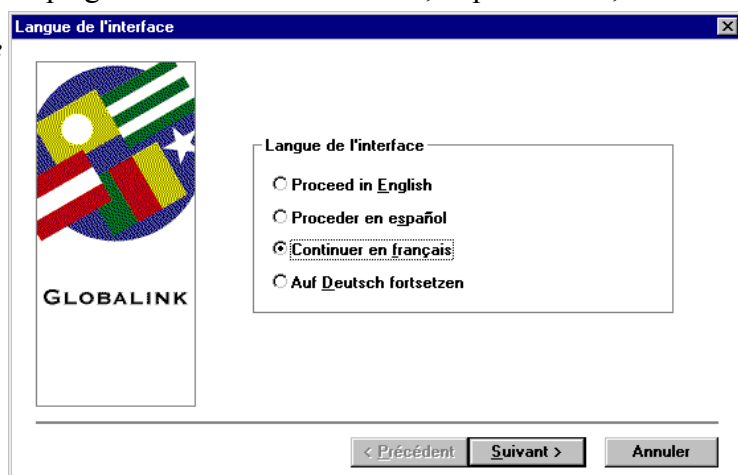 Langue de l'interface
Langue de l'interface
Proceed in English
Proceder en español
Continuer en français
Auf Deutsch fortsetzen
GLOBALINK
< Précédent
Suivant >
Annuler